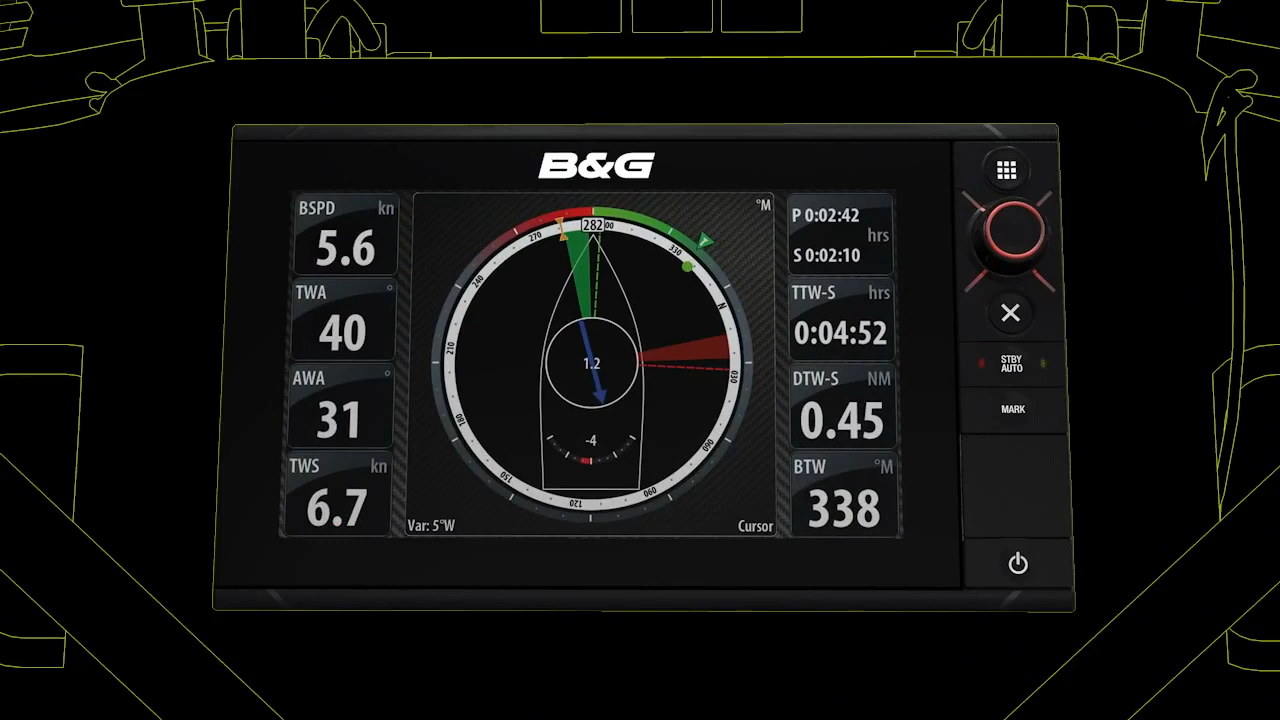 B&G
BSPD kn
5.6
TWA °
40
AWA °
31
TWS kn
6.7
°M
282
00
270
330
240
N
210
030
180
060
150
090
120
1.2
-4
T
Var: 5°W
Cursor
P 0:02:42
hrs
S 0:02:10
TTW-S hrs
0:04:52
DTW-S NM
0.45
BTW °M
338
STBY
AUTO
MARK